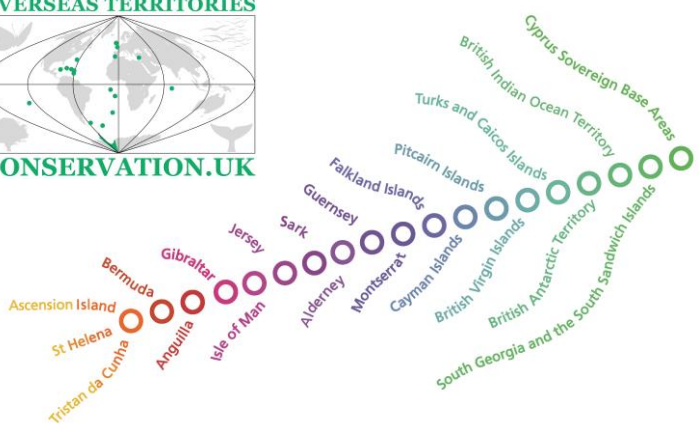 VERSEAS TERRITORIES
ONSERVATION.UK
Ascension Island
St Helena
Tristan da Cunha
Bermuda
Anguilla
Gibraltar
Isle of Man
Jersey
Sark
Alderney
Guernsey
Montserrat
Falkland Islands
Cayman Islands
Pitcairn Islands
British Virgin Islands
Turks and Caicos Islands
British Antarctic Territory
British Indian Ocean Territory
South Georgia and the South Sandwich Islands
Cyprus Sovereign Base Areas